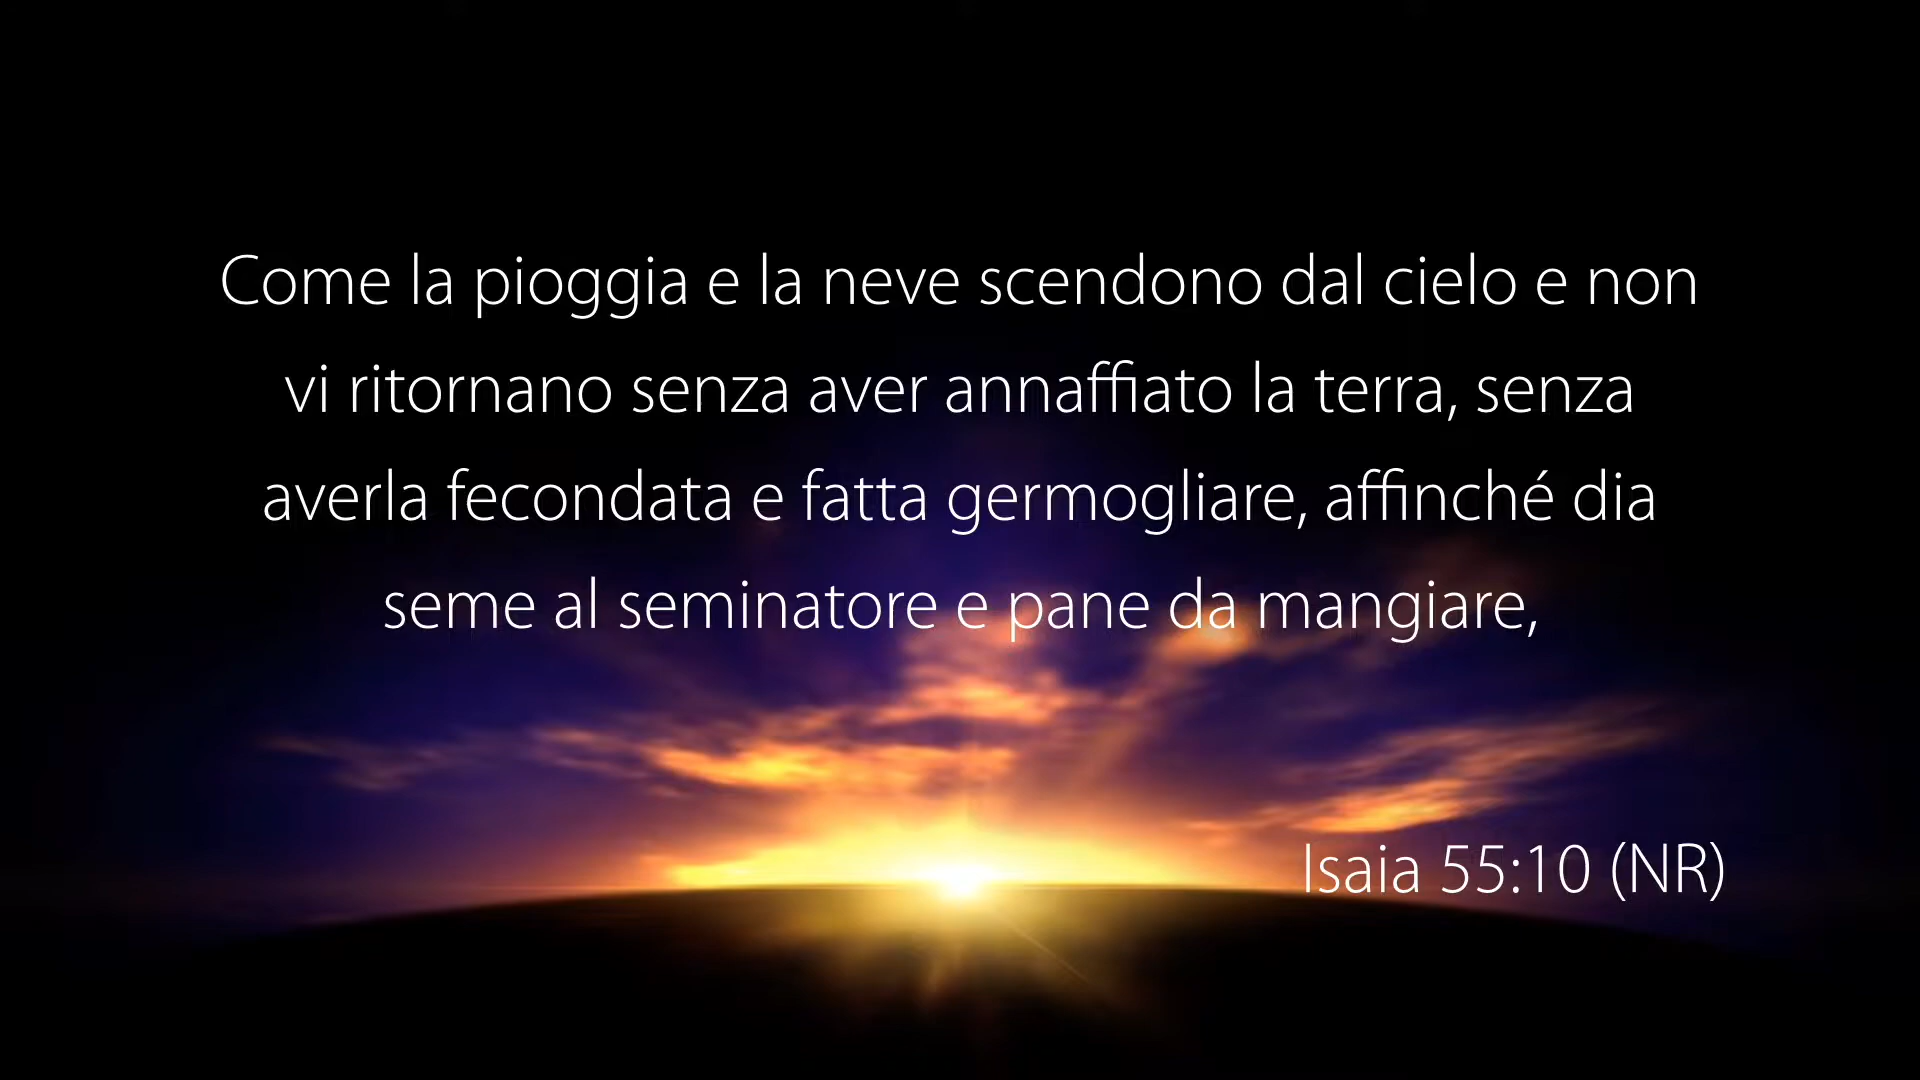 Come la pioggia e la neve scendono dal cielo e non
vi ritornano senza aver annaffiato la terra, senza
averla fecondata e fatta germogliare, affinché dia
seme al seminatore e pane da mangiare,
Isaia 55:10 (NR)